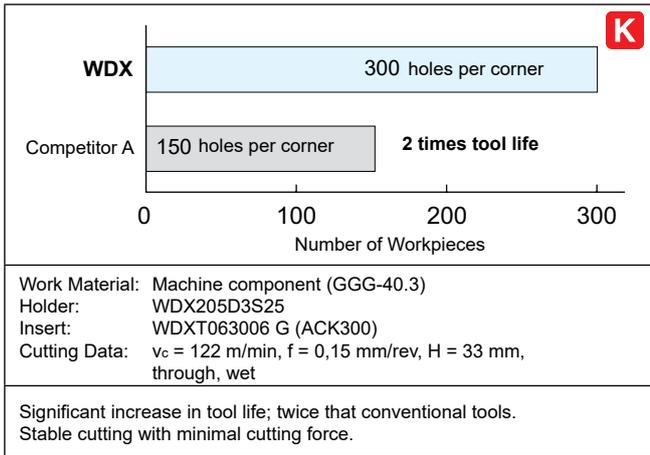 K
WDX
300 holes per corner
Competitor A
150 holes per corner
2 times tool life
0 100 200 300
Number of Workpieces
Work Material: Machine component (GGG-40.3)
Holder: WDX205D3S25
Insert: WDXT063006 G (ACK300)
Cutting Data: vc = 122 m/min, f = 0,15 mm/rev, H = 33 mm,
through, wet
Significant increase in tool life; twice that conventional tools.
Stable cutting with minimal cutting force.